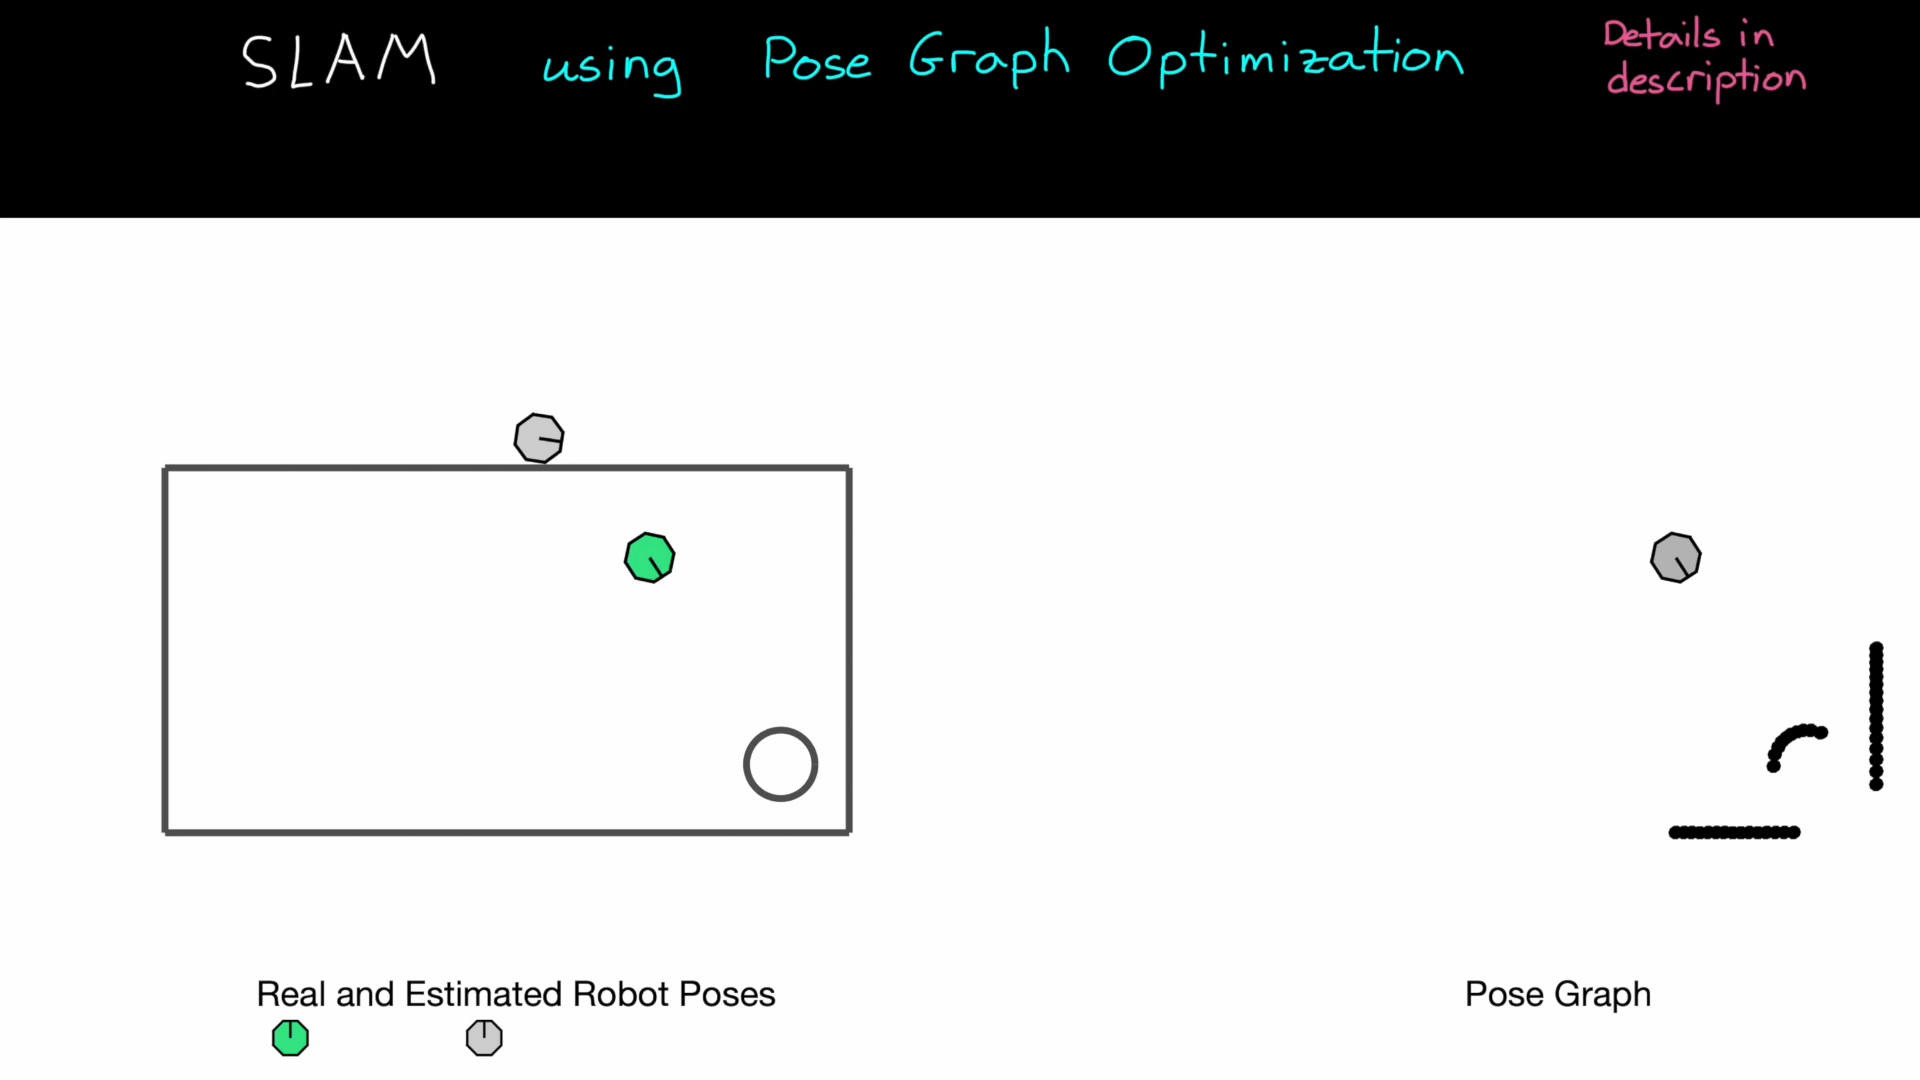 SLAM using Pose Graph Optimization
Details in
description
Real and Estimated Robot Poses
Pose Graph